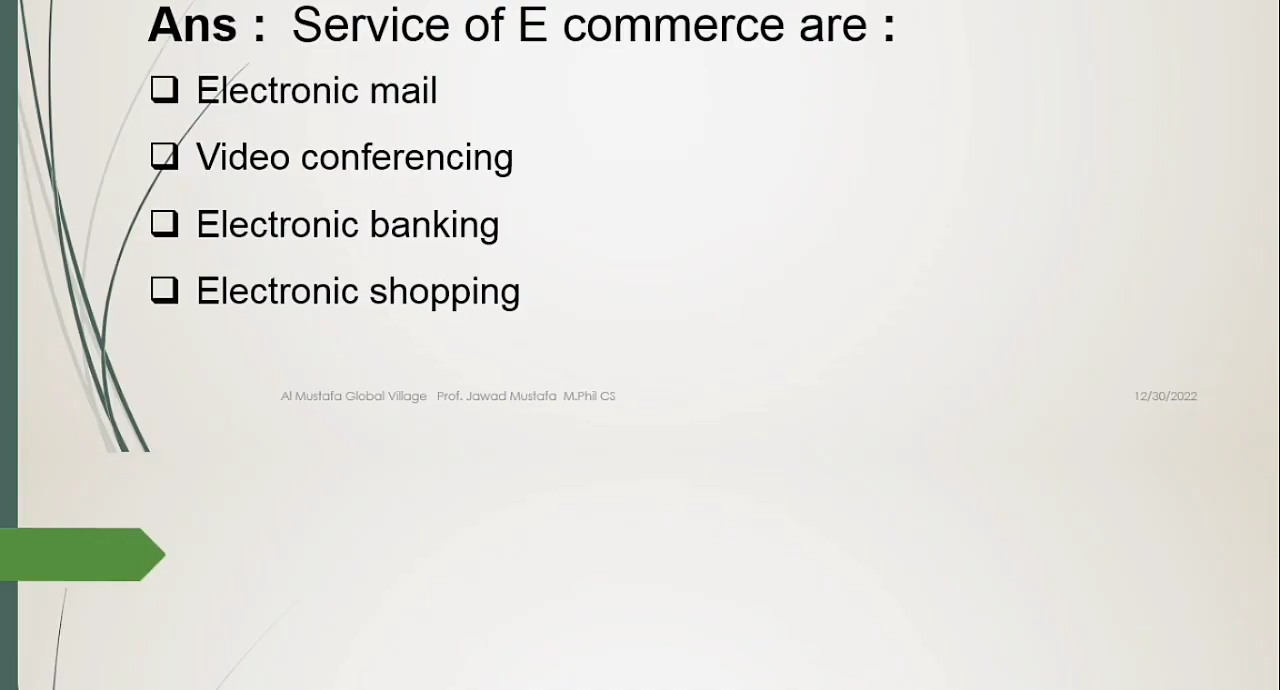 Ans : Service of E commerce are :
❑ Electronic mail
❑ Video conferencing
❑ Electronic banking
❑ Electronic shopping
Al Mustafa Global Village Prof. Jawad Mustafa M.Phil CS 12/30/2022